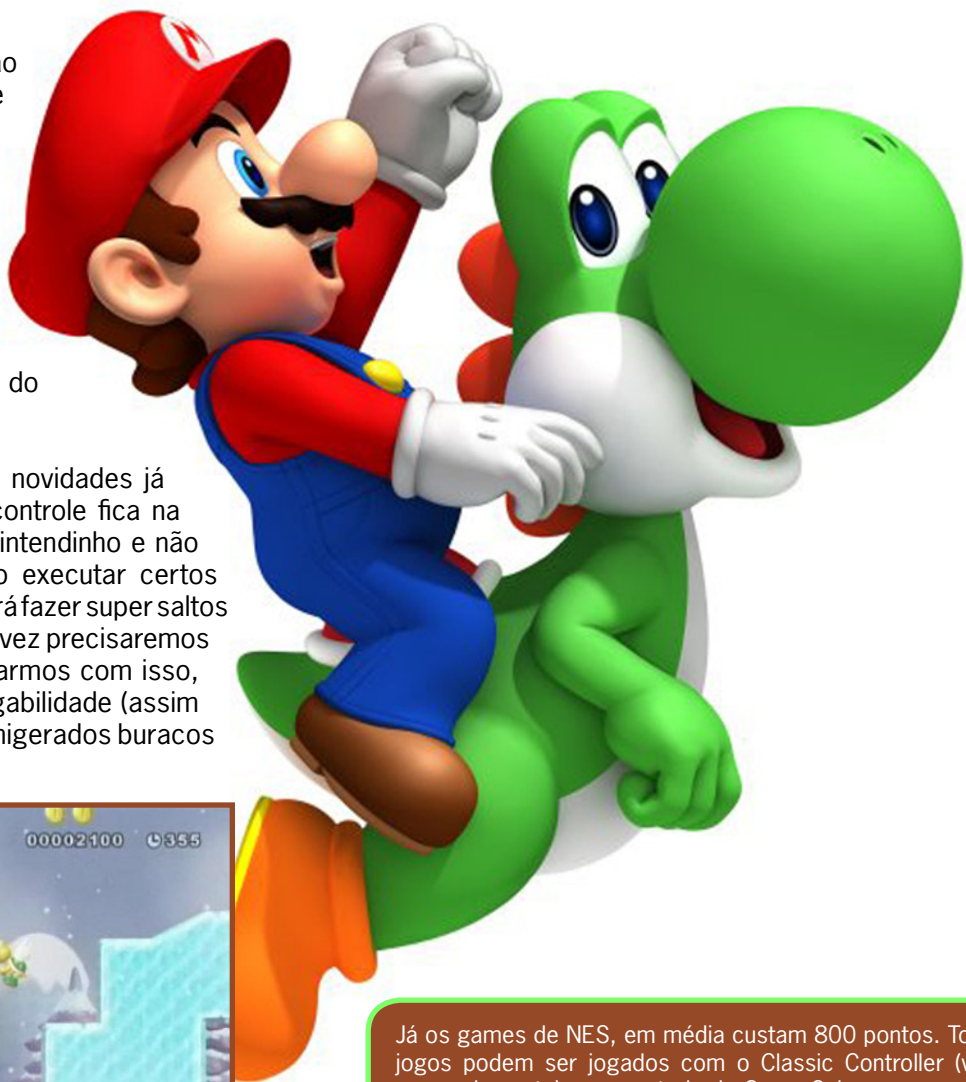 do
novidades já
controle fica na
intendinho e não
o executar certos
rá fazer super saltos
vez precisaremos
armos com isso,
gabilidade (assim
migerados buracos
00002100 355
M
Já os games de NES, em média custam 800 pontos. To
jogos podem ser jogados com o Classic Controller (v